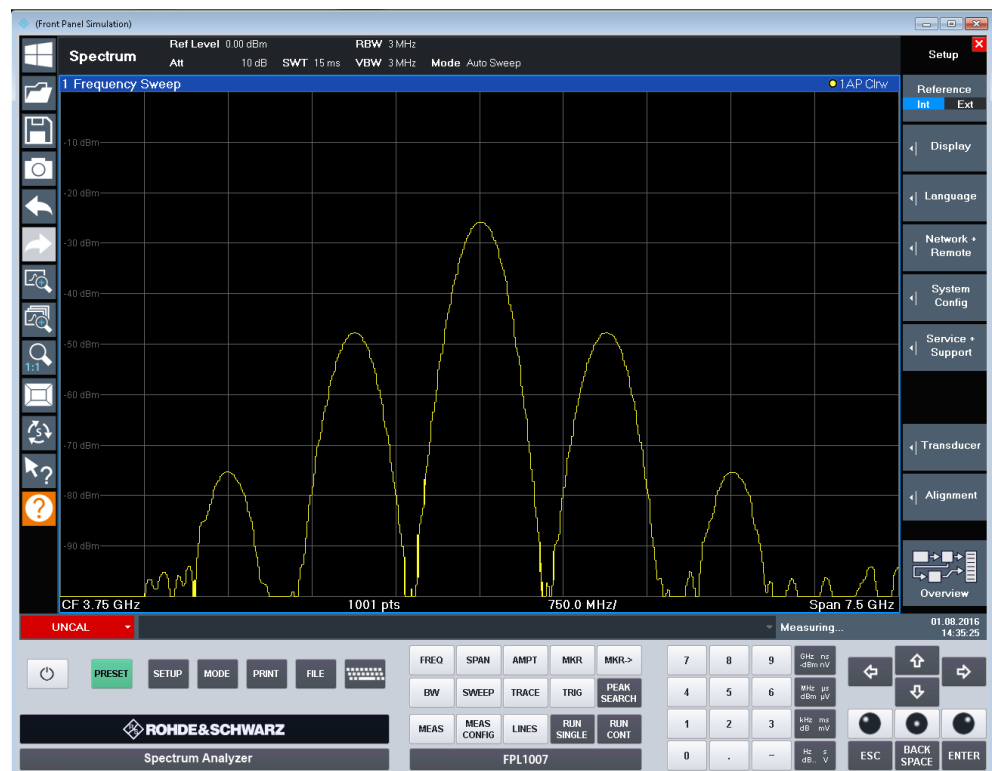 (Front Panel Simulation)
Spectrum
Ref Level 0.00 dBm RBW 3 MHz
Att 10 dB SWT 15 ms VBW 3 MHz Mode Auto Sweep
1 Frequency Sweep
1AP Clrw
-10 dBm
-20 dBm
-30 dBm
-40 dBm
-50 dBm
-60 dBm
-70 dBm
-80 dBm
-90 dBm
CF 3.75 GHz 1001 pts 750.0 MHz/ Span 7.5 GHz
1:1
S
?
?
Setup
Reference
Int Ext
Display
Language
Network +
Remote
System
Config
Service +
Support
Transducer
Alignment
Overview
UNCAL
Measuring...
01.08.2016
14:35:25
PRESET
SETUP
MODE
PRINT
FILE
FREQ SPAN AMPT MKR MKR->
BW SWEEP TRACE TRIG PEAK
SEARCH
MEAS MEAS
CONFIG LINES RUN
SINGLE RUN
CONT
7 8 9 GHz ns
-dBm nV
4 5 6 MHz µs
dBm µV
1 2 3 kHz ms
dB mV
0 . - Hz s
dB.. V
ESC BACK
SPACE ENTER
ROHDE&SCHWARZ
Spectrum Analyzer
FPL1007